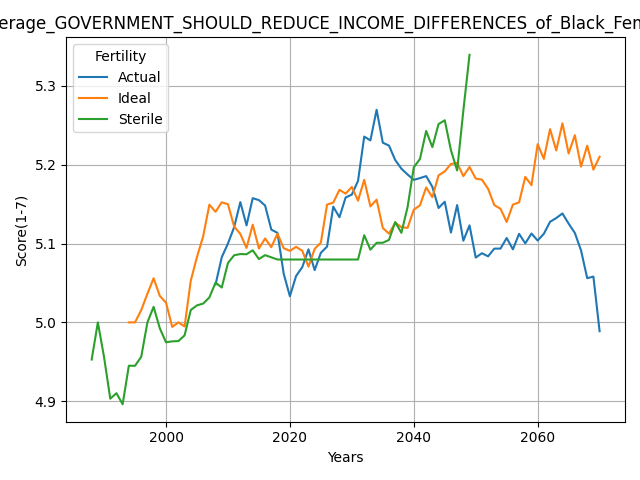 erage_GOVERNMENT_SHOULD_REDUCE_INCOME_DIFFERENCES_of_Black_Fen
Fertility
Actual
Ideal
Sterile
Score(1-7)
5.3
5.2
5.1
5.0
4.9
2000 2020 2040 2060
Years